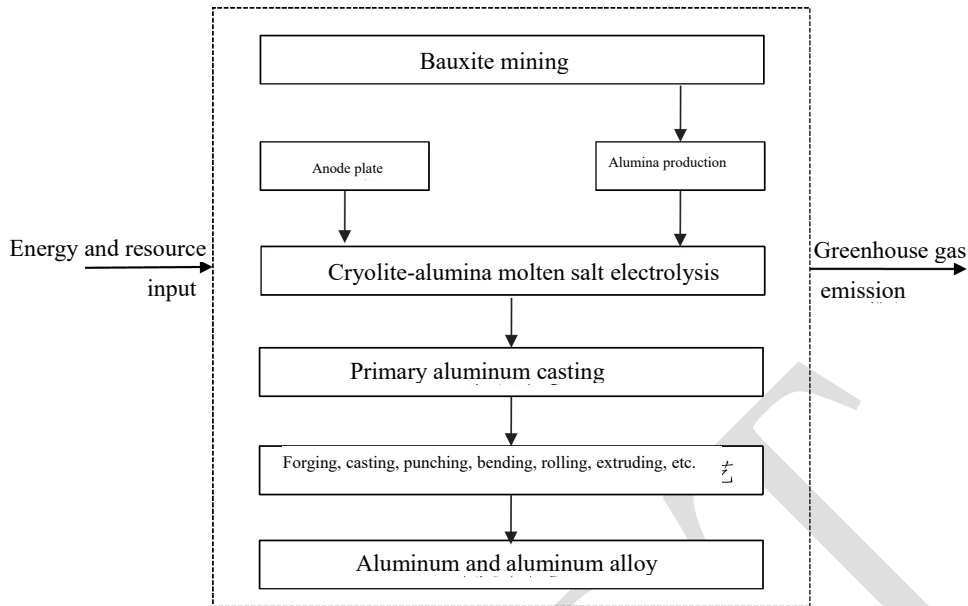 Bauxite mining
Anode plate
Alumina production
Energy and resource
input
Cryolite-alumina molten salt electrolysis
Greenhouse gas
emission
Primary aluminum casting
Forging, casting, punching, bending, rolling, extruding, etc.
Aluminum and aluminum alloy